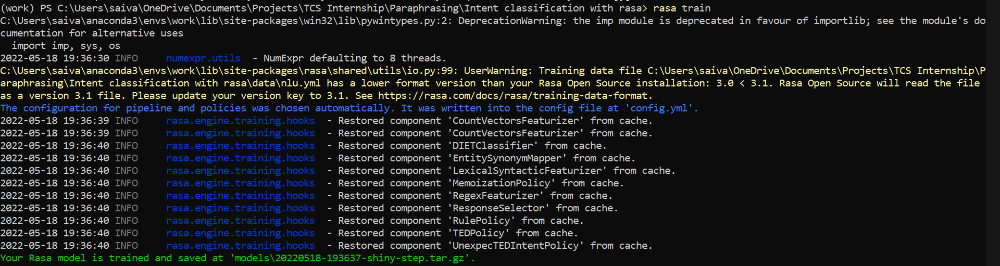 (work) PS C:\Users\saiva\OneDrive\Documents\Projects\TCS Internship\Paraphrasing\Intent classification with rasa> rasa train
C:\Users\saiva\anaconda3\envs\work\lib\site-packages\win32\lib\pywintypes.py:2: DeprecationWarning: the imp module is deprecated in favour of importlib; see the module's do
cumentation for alternative uses
  import imp, sys, os
2022-05-18 19:36:30 INFO     numexpr.utils  - NumExpr defaulting to 8 threads.
C:\Users\saiva\anaconda3\envs\work\lib\site-packages\rasa\shared\utils\io.py:99: UserWarning: Training data file C:\Users\saiva\OneDrive\Documents\Projects\TCS Internship\P
araphrasing\Intent classification with rasa\data\nlu.yml has a lower format version than your Rasa Open Source installation: 3.0 < 3.1. Rasa Open Source will read the file
as a version 3.1 file. Please update your version key to 3.1. See https://rasa.com/docs/rasa/training-data-format.
The configuration for pipeline and policies was chosen automatically. It was written into the config file at 'config.yml'.
2022-05-18 19:36:39 INFO     rasa.engine.training.hooks  - Restored component 'CountVectorsFeaturizer' from cache.
2022-05-18 19:36:39 INFO     rasa.engine.training.hooks  - Restored component 'CountVectorsFeaturizer' from cache.
2022-05-18 19:36:40 INFO     rasa.engine.training.hooks  - Restored component 'DIETClassifier' from cache.
2022-05-18 19:36:40 INFO     rasa.engine.training.hooks  - Restored component 'EntitySynonymMapper' from cache.
2022-05-18 19:36:40 INFO     rasa.engine.training.hooks  - Restored component 'LexicalSyntacticFeaturizer' from cache.
2022-05-18 19:36:40 INFO     rasa.engine.training.hooks  - Restored component 'MemoizationPolicy' from cache.
2022-05-18 19:36:40 INFO     rasa.engine.training.hooks  - Restored component 'RegexFeaturizer' from cache.
2022-05-18 19:36:40 INFO     rasa.engine.training.hooks  - Restored component 'ResponseSelector' from cache.
2022-05-18 19:36:40 INFO     rasa.engine.training.hooks  - Restored component 'RulePolicy' from cache.
2022-05-18 19:36:40 INFO     rasa.engine.training.hooks  - Restored component 'TEDPolicy' from cache.
2022-05-18 19:36:40 INFO     rasa.engine.training.hooks  - Restored component 'UnexpecTEDIntentPolicy' from cache.
Your Rasa model is trained and saved at 'models\20220518-193637-shiny-step.tar.gz'.